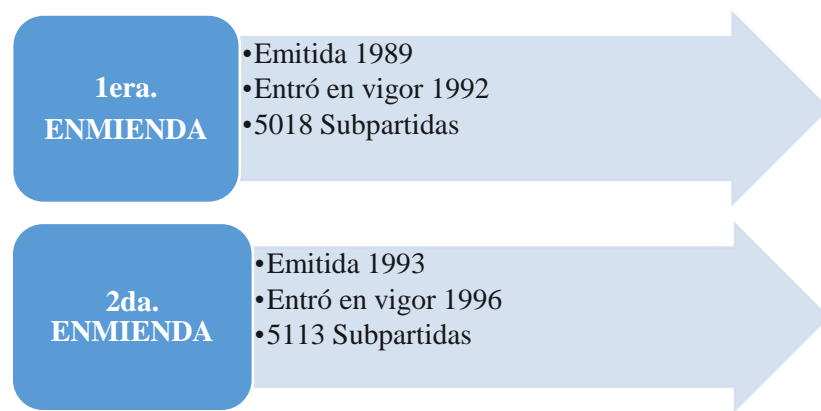 1era.
ENMIENDA
•Emitida 1989
•Entró en vigor 1992
•5018 Subpartidas
2da.
ENMIENDA
•Emitida 1993
•Entró en vigor 1996
•5113 Subpartidas